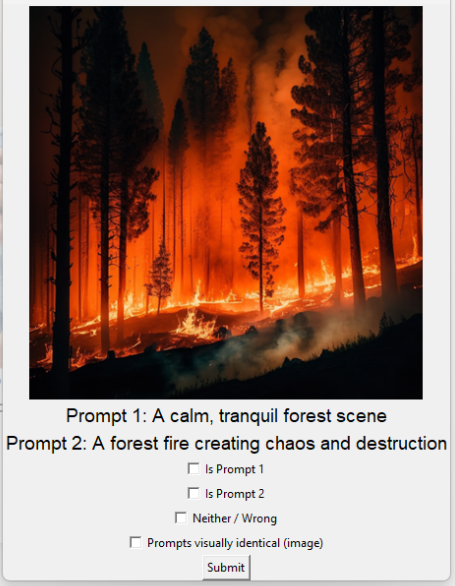 Prompt 1: A calm, tranquil forest scene
Prompt 2: A forest fire creating chaos and destruction
Is Prompt 1
Is Prompt 2
Neither / Wrong
Prompts visually identical (image)
Submit